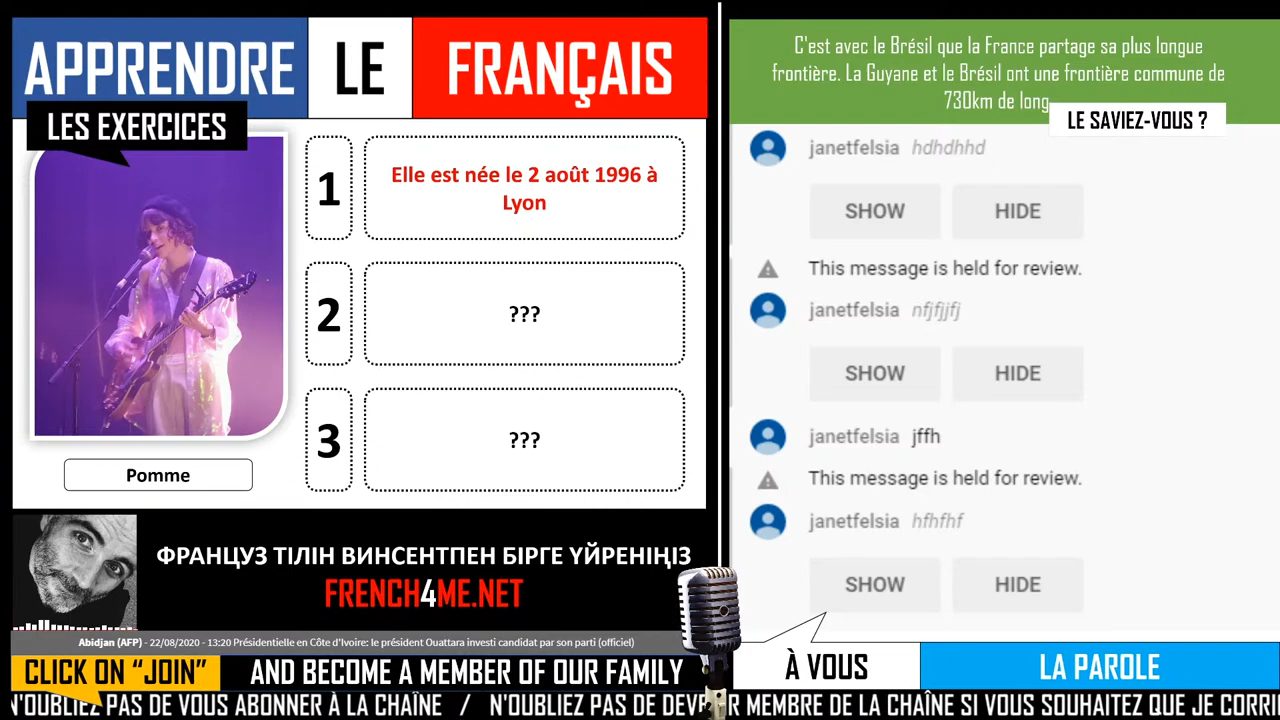 APPRENDRE LE FRANÇAIS
LES EXERCICES
1
Elle est née le 2 août 1996 à
Lyon
2
???
3
???
Pomme
ФРАНЦУЗ ТІЛІН ВИНСЕНТПЕН БІРГЕ ҮЙРЕНІҢІЗ
FRENCH4ME.NET
Abidjan (AFP) - 22/08/2020 - 13:20 Présidentielle en Côte d'Ivoire: le président Ouattara investi candidat par son parti (officiel)
CLICK ON “JOIN” AND BECOME A MEMBER OF OUR FAMILY
C'est avec le Brésil que la France partage sa plus longue
frontière. La Guyane et le Brésil ont une frontière commune de
730km de long
LE SAVIEZ-VOUS ?
janetfelsia hdhdhhd
SHOW HIDE
This message is held for review.
janetfelsia nfjfjjfj
SHOW HIDE
janetfelsia jffh
This message is held for review.
janetfelsia hfhfhf
SHOW HIDE
À VOUS LA PAROLE
N'OUBLIEZ PAS DE VOUS ABONNER À LA CHAÎNE / N'OUBLIEZ PAS DE DEV R MEMBRE DE LA CHAÎNE SI VOUS SOUHAITEZ QUE JE CORRI